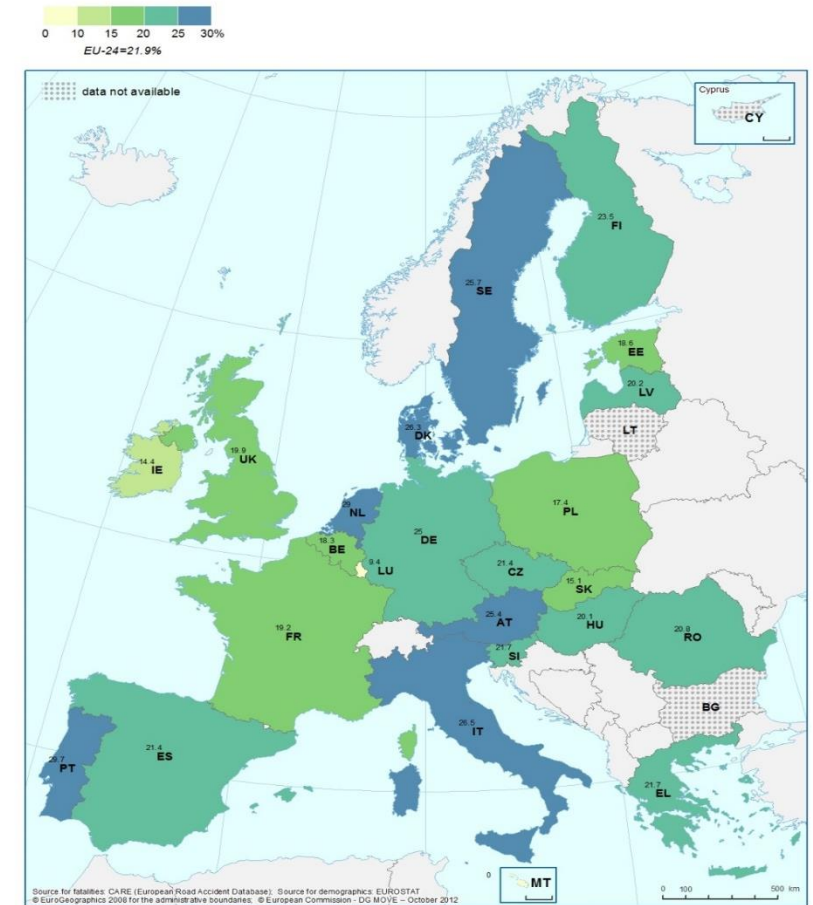 0 10 15 20 25 30%
EU-24=21.9%
data not available
Cyprus
CY
23.5
FI
25.7
SE
18.6
EE
20.2
LV
LT
26.3
DK
14.4
IE
19.9
UK
29
NL
17.4
PL
18.3
BE
25
DE
9.4
LU
21.4
CZ
15.1
SK
25.4
AT
20.1
HU
19.2
FR
21.7
SI
RO
BG
26.5
IT
21.4
ES
29.7
PT
21.7
EL
0
MT
0 100 500 km
Source for fatalities: CARE (European Road Accident Database); Source for demographics: EUROSTAT
© EuroGeographics 2008 for the administrative boundaries; © European Commission - DG MOVE – October 2012